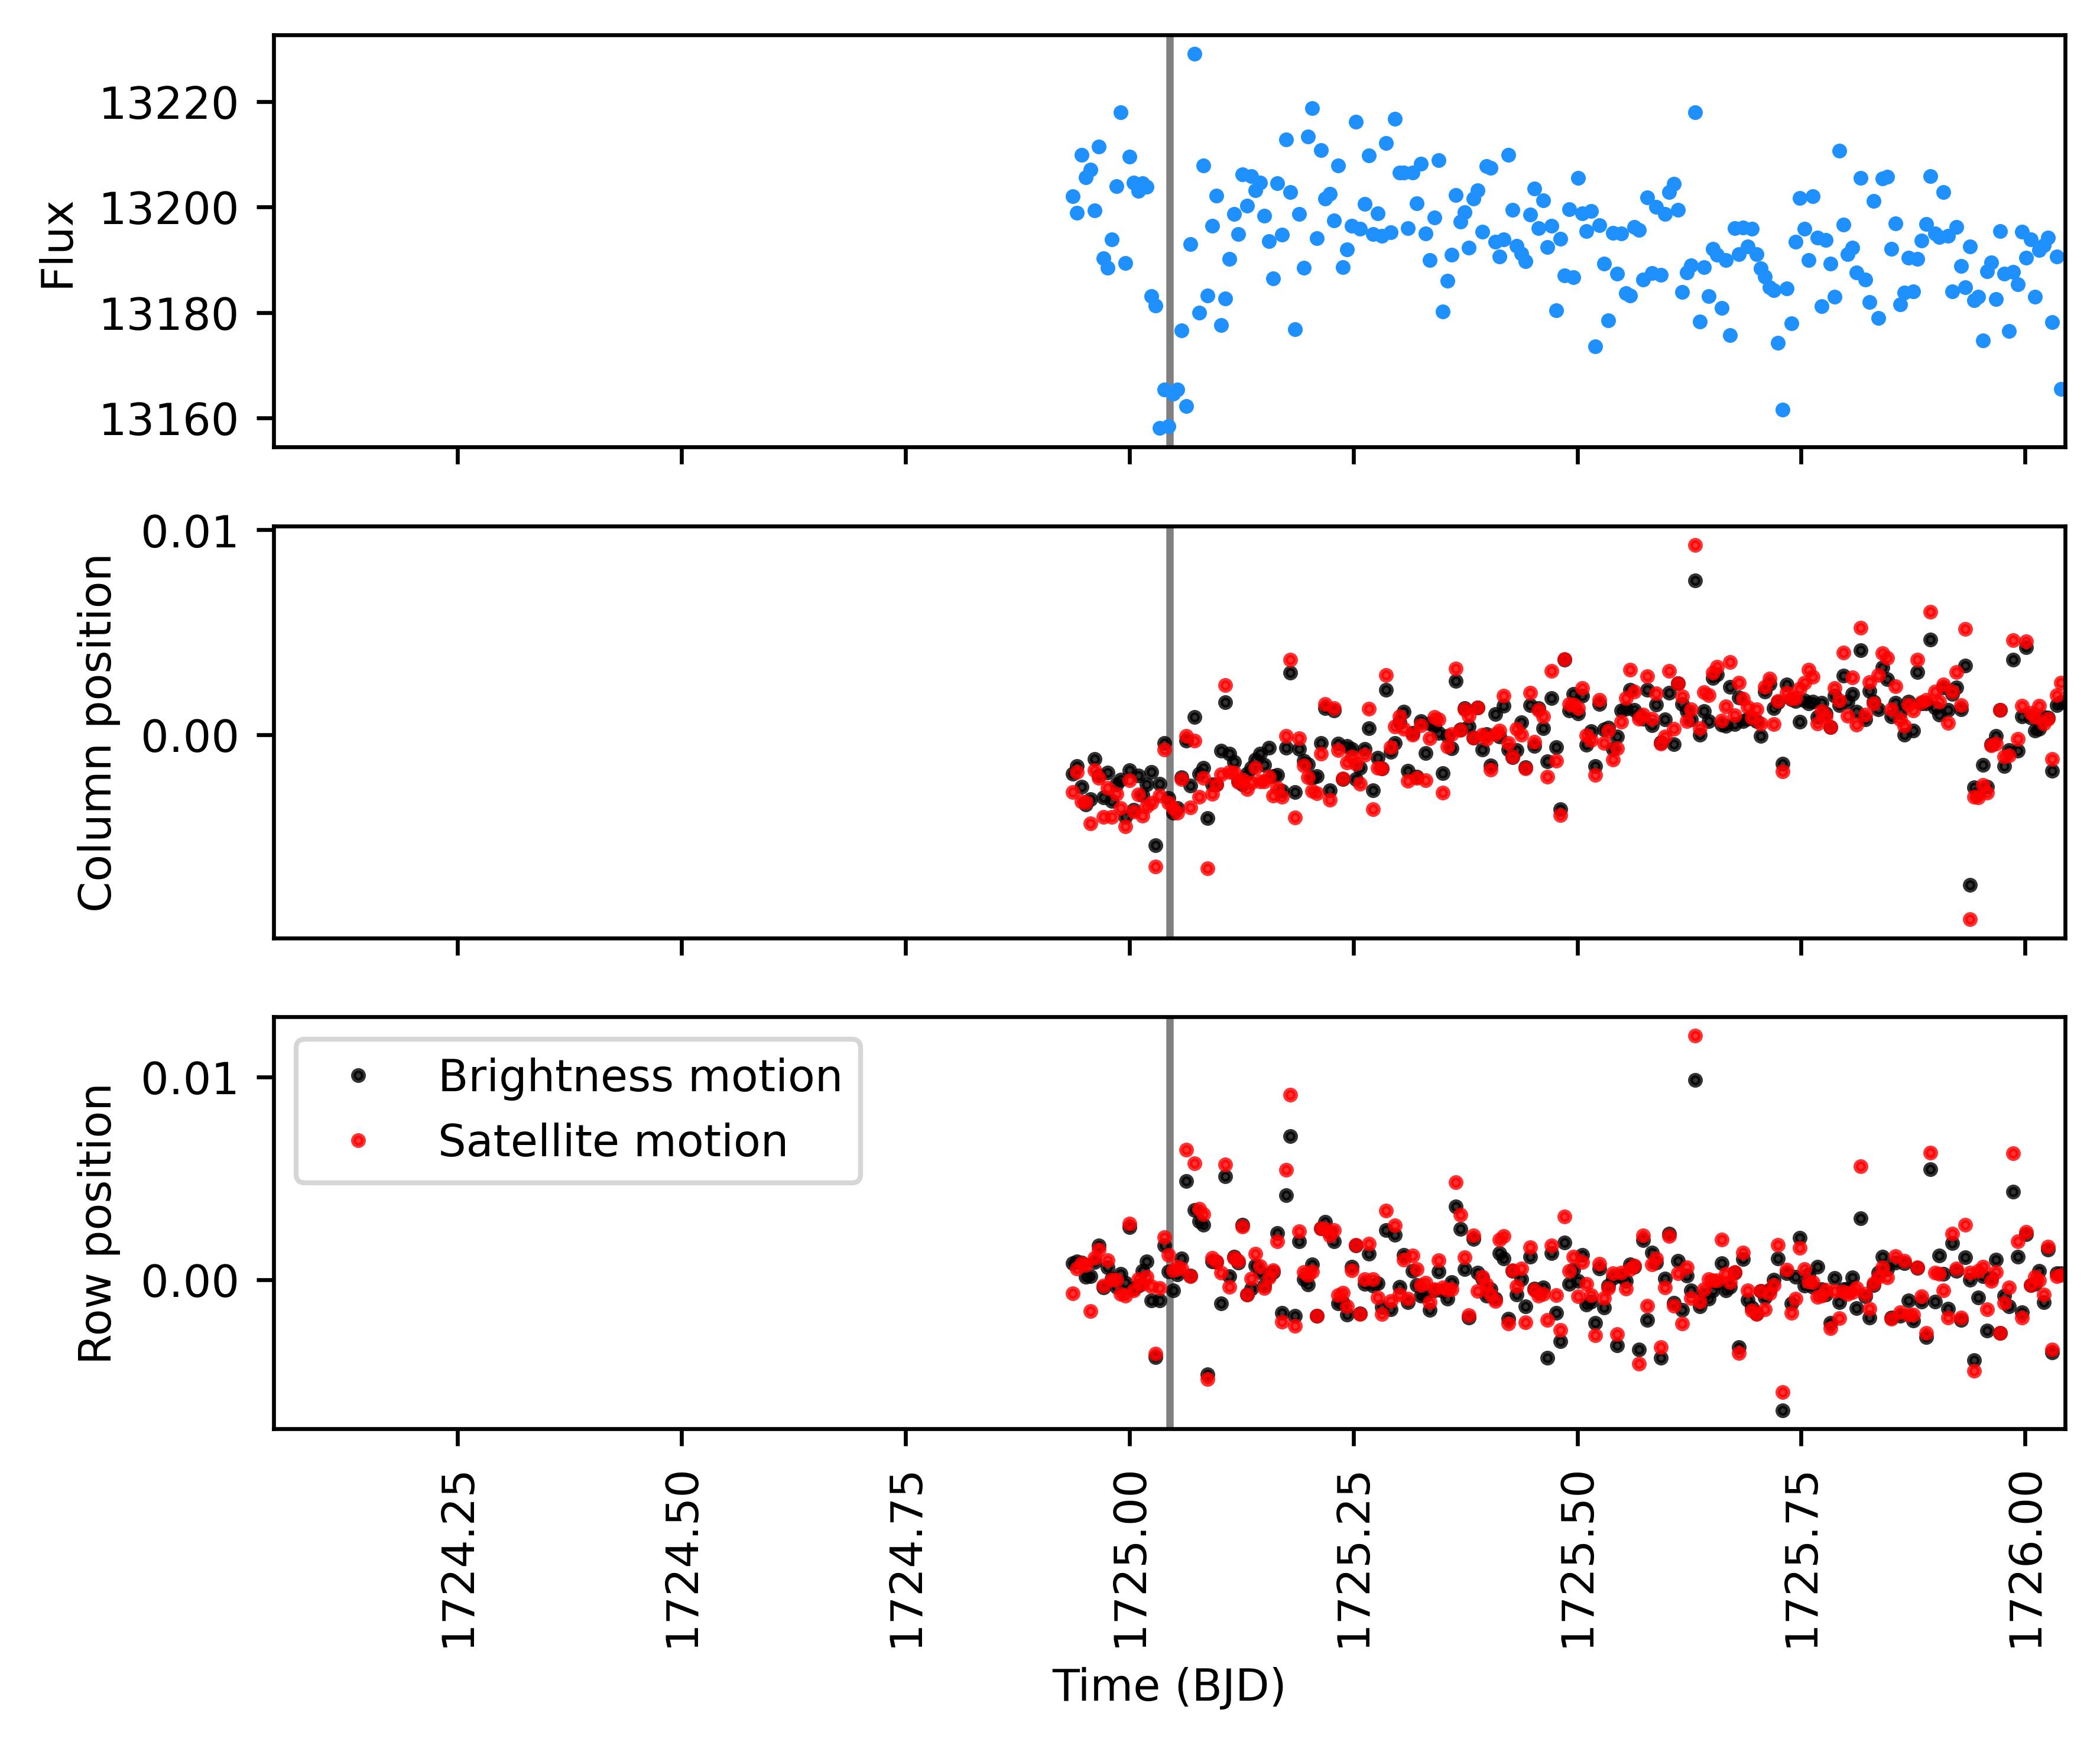 13220
13200
13180
13160
Flux
0.01
0.00
Column position
0.01
0.00
Row position
Brightness motion
Satellite motion
1724.25
1724.50
1724.75
1725.00
1725.25
1725.50
1725.75
1726.00
Time (BJD)